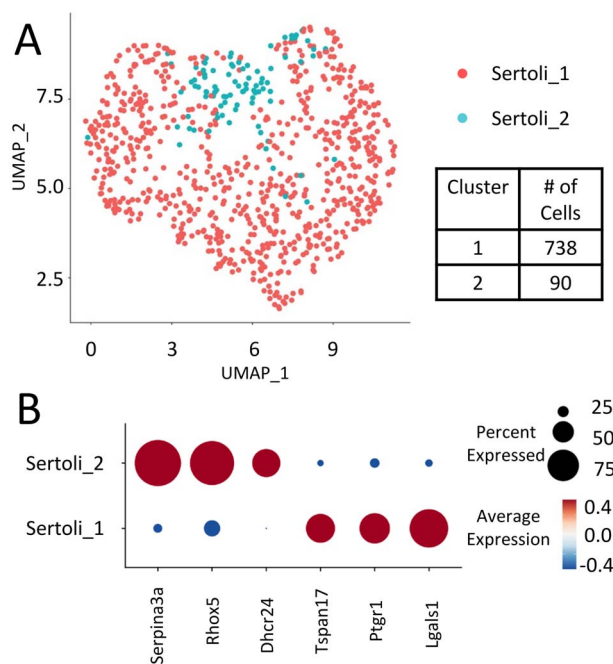 A
UMAP_2
7.5
5.0
2.5
0 3 6 9
UMAP_1
Sertoli_1
Sertoli_2
Cluster # of Cells
1 738
2 90
B
Sertoli_2
Sertoli_1
Serpina3a
Rhox5
Dhcr24
Tspan17
Ptgr1
Lgals1
Percent
Expressed
25
50
75
Average
Expression
0.4
0.0
-0.4